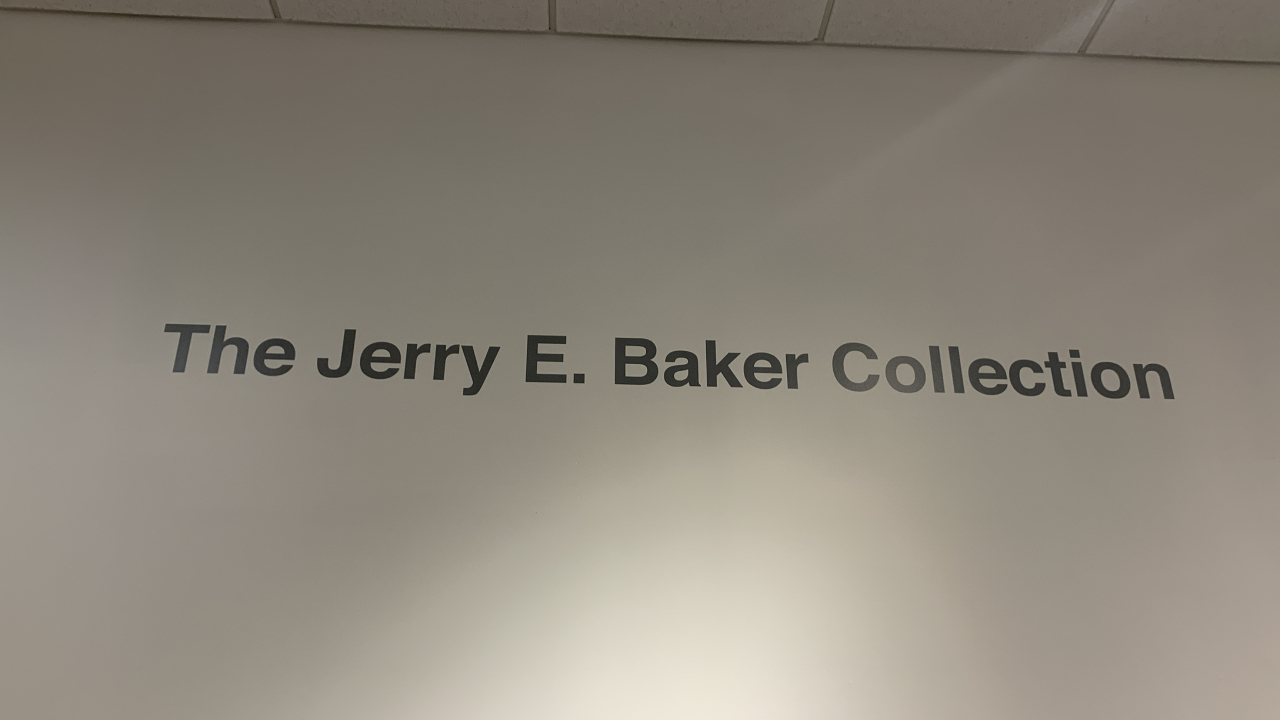 The Jerry E. Baker Collection